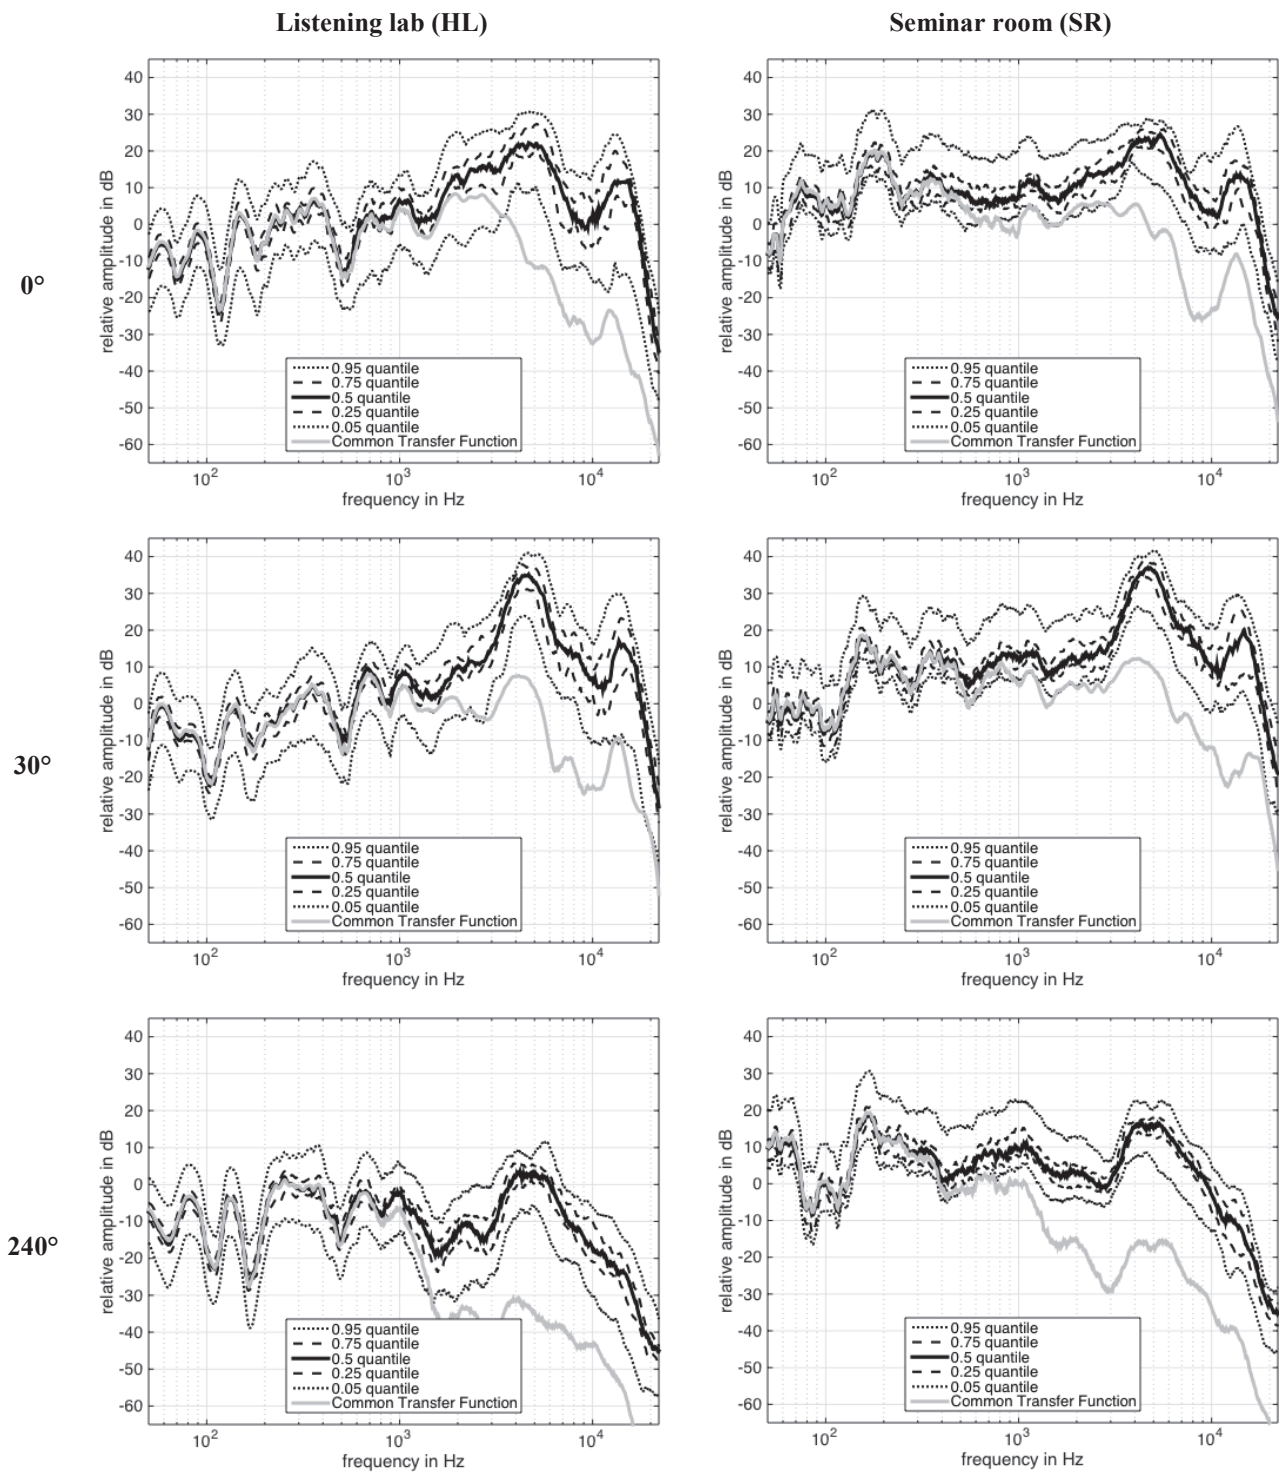 Listening lab (HL)
Seminar room (SR)
0°
relative amplitude in dB
40
30
20
10
0
-10
-20
-30
-40
-50
-60
0.95 quantile
0.75 quantile
0.5 quantile
0.25 quantile
0.05 quantile
Common Transfer Function
10²
10³
10⁴
frequency in Hz
relative amplitude in dB
40
30
20
10
0
-10
-20
-30
-40
-50
-60
0.95 quantile
0.75 quantile
0.5 quantile
0.25 quantile
0.05 quantile
Common Transfer Function
10²
10³
10⁴
frequency in Hz
30°
relative amplitude in dB
40
30
20
10
0
-10
-20
-30
-40
-50
-60
0.95 quantile
0.75 quantile
0.5 quantile
0.25 quantile
0.05 quantile
Common Transfer Function
10²
10³
10⁴
frequency in Hz
relative amplitude in dB
40
30
20
10
0
-10
-20
-30
-40
-50
-60
0.95 quantile
0.75 quantile
0.5 quantile
0.25 quantile
0.05 quantile
Common Transfer Function
10²
10³
10⁴
frequency in Hz
240°
relative amplitude in dB
40
30
20
10
0
-10
-20
-30
-40
-50
-60
0.95 quantile
0.75 quantile
0.5 quantile
0.25 quantile
0.05 quantile
Common Transfer Function
10²
10³
10⁴
frequency in Hz
relative amplitude in dB
40
30
20
10
0
-10
-20
-30
-40
-50
-60
0.95 quantile
0.75 quantile
0.5 quantile
0.25 quantile
0.05 quantile
Common Transfer Function
10²
10³
10⁴
frequency in Hz